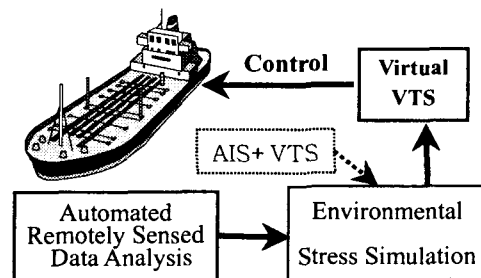 Control
Virtual
VTS
AIS+ VTS
Automated
Remotely Sensed
Data Analysis
Environmental
Stress Simulation